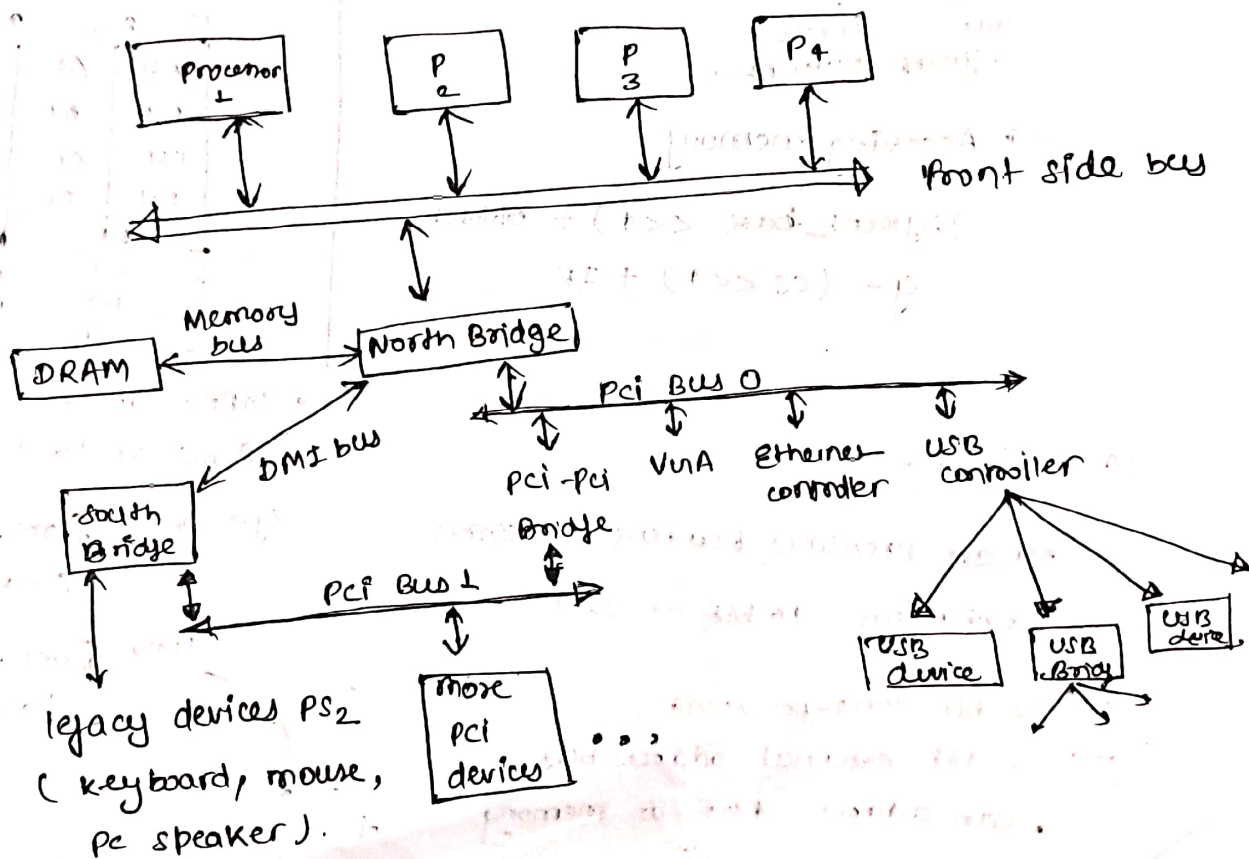 Processor
1
P
2
P
3
P4
Front side bus
Memory
bus
North Bridge
DRAM
PCI Bus 0
DMI bus
PCI-PCI
Bridge
VGA
Ethernet
controller
USB
controller
South
Bridge
PCI Bus 1
USB
device
USB
Bridge
USB
device
legacy devices PS2
(keyboard, mouse,
PC speaker).
more
PCI
devices
...